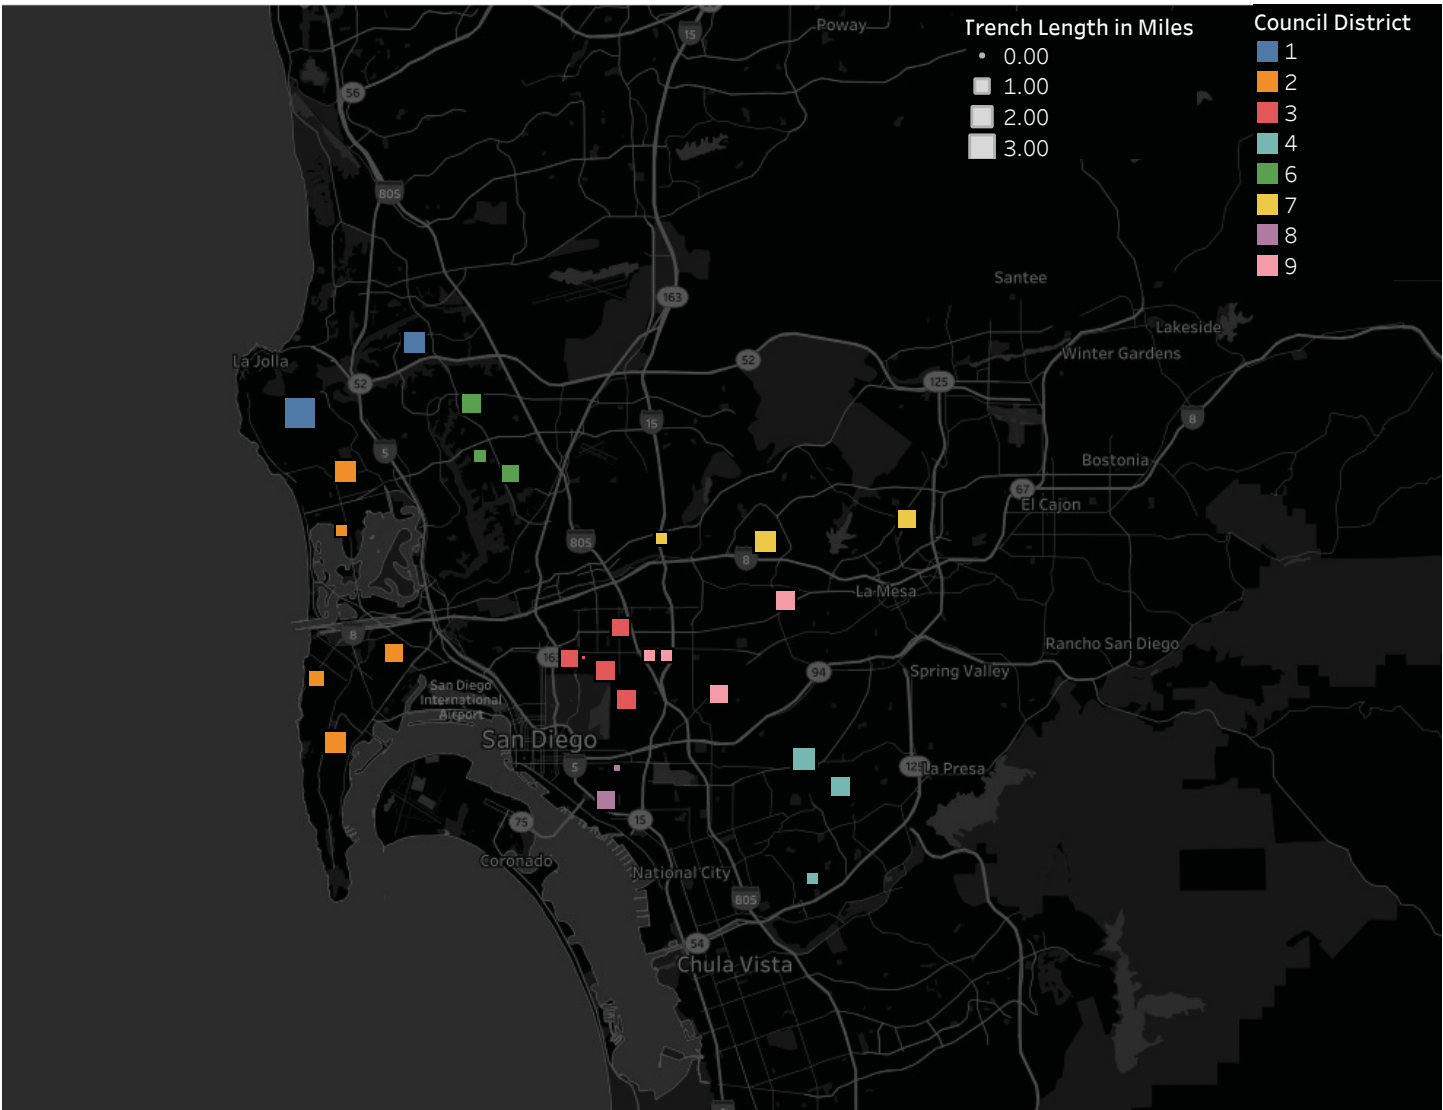 Trench Length in Miles
0.00
1.00
2.00
3.00
Council District
1
2
3
4
6
7
8
9
15
Poway
56
805
163
Santee
Lakeside
Winter Gardens
La Jolla
52
52
125
15
8
5
Bostonia
67
El Cajon
805
8
La Mesa
8
Rancho San Diego
94
Spring Valley
San Diego
International
Airport
San Diego
5
125
La Presa
75
15
Coronado
National City
805
54
Chula Vista